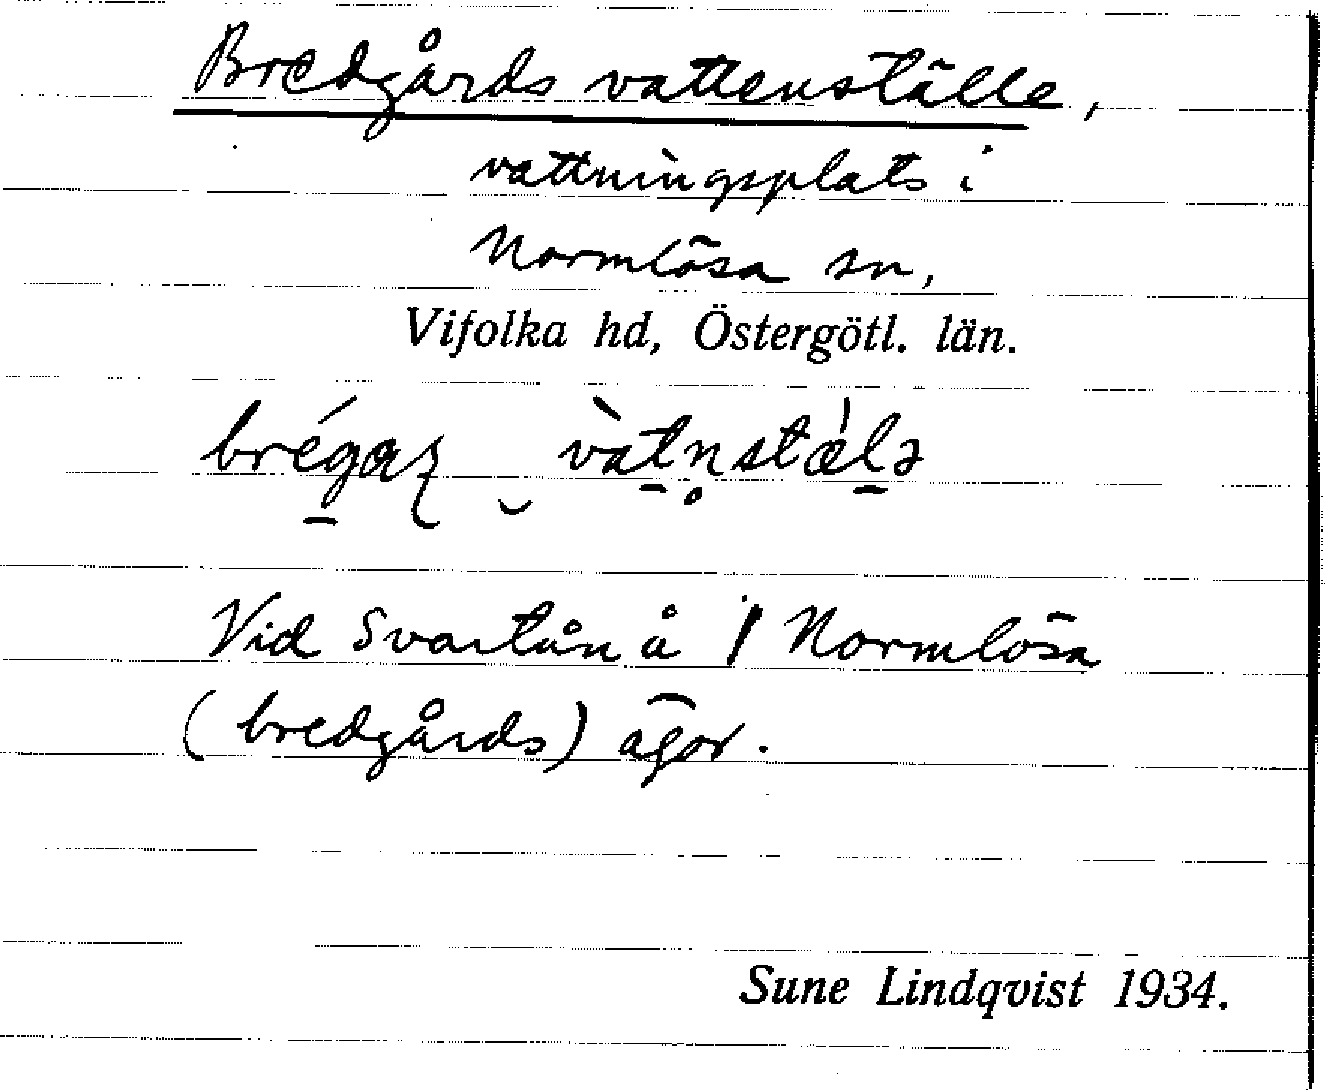 Bredgårds vattenställe,
vattningsplats i
Normlösa sn,
Vifolka hd, Östergötl. län.
Vid Svartån å Normlösa
(bredgårds) ägor.
Sune Lindqvist 1934.